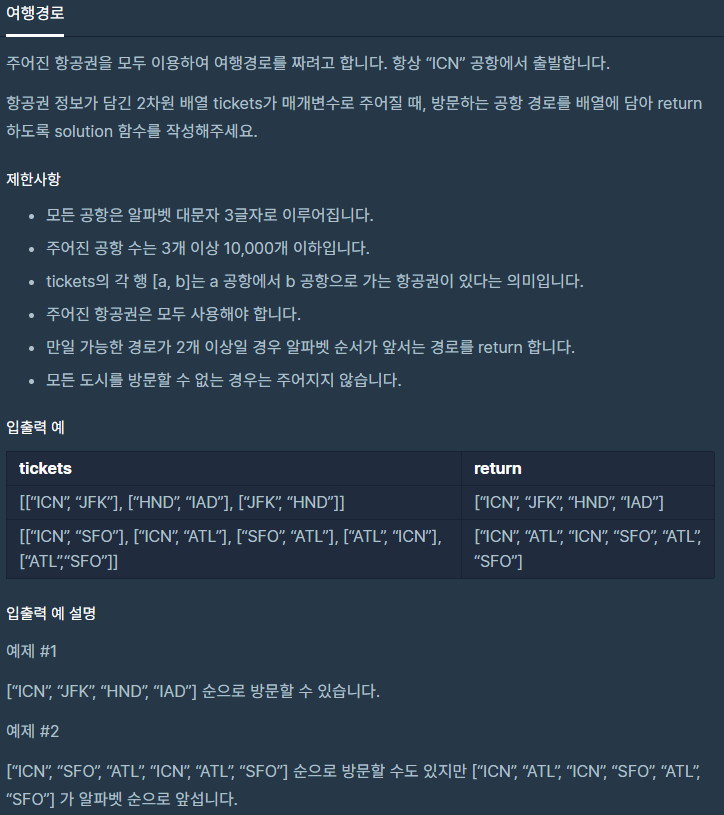 여행경로
주어진 항공권을 모두 이용하여 여행경로를 짜려고 합니다. 항상 “ICN” 공항에서 출발합니다.
항공권 정보가 담긴 2차원 배열 tickets가 매개변수로 주어질 때, 방문하는 공항 경로를 배열에 담아 return
하도록 solution 함수를 작성해주세요.
제한사항
• 모든 공항은 알파벳 대문자 3글자로 이루어집니다.
• 주어진 공항 수는 3개 이상 10,000개 이하입니다.
• tickets의 각 행 [a, b]는 a 공항에서 b 공항으로 가는 항공권이 있다는 의미입니다.
• 주어진 항공권은 모두 사용해야 합니다.
• 만일 가능한 경로가 2개 이상일 경우 알파벳 순서가 앞서는 경로를 return 합니다.
• 모든 도시를 방문할 수 없는 경우는 주어지지 않습니다.
입출력 예
tickets return
[[“ICN”, “JFK”], [“HND”, “IAD”], [“JFK”, “HND”]] [“ICN”, “JFK”, “HND”, “IAD”]
[[“ICN”, “SFO”], [“ICN”, “ATL”], [“SFO”, “ATL”], [“ATL”, “ICN”], [“ICN”, “ATL”, “ICN”, “SFO”, “ATL”,
[“ATL”,“SFO”]] “SFO”]
입출력 예 설명
예제 #1
[“ICN”, “JFK”, “HND”, “IAD”] 순으로 방문할 수 있습니다.
예제 #2
[“ICN”, “SFO”, “ATL”, “ICN”, “ATL”, “SFO”] 순으로 방문할 수도 있지만 [“ICN”, “ATL”, “ICN”, “SFO”, “ATL”,
“SFO”] 가 알파벳 순으로 앞섭니다.